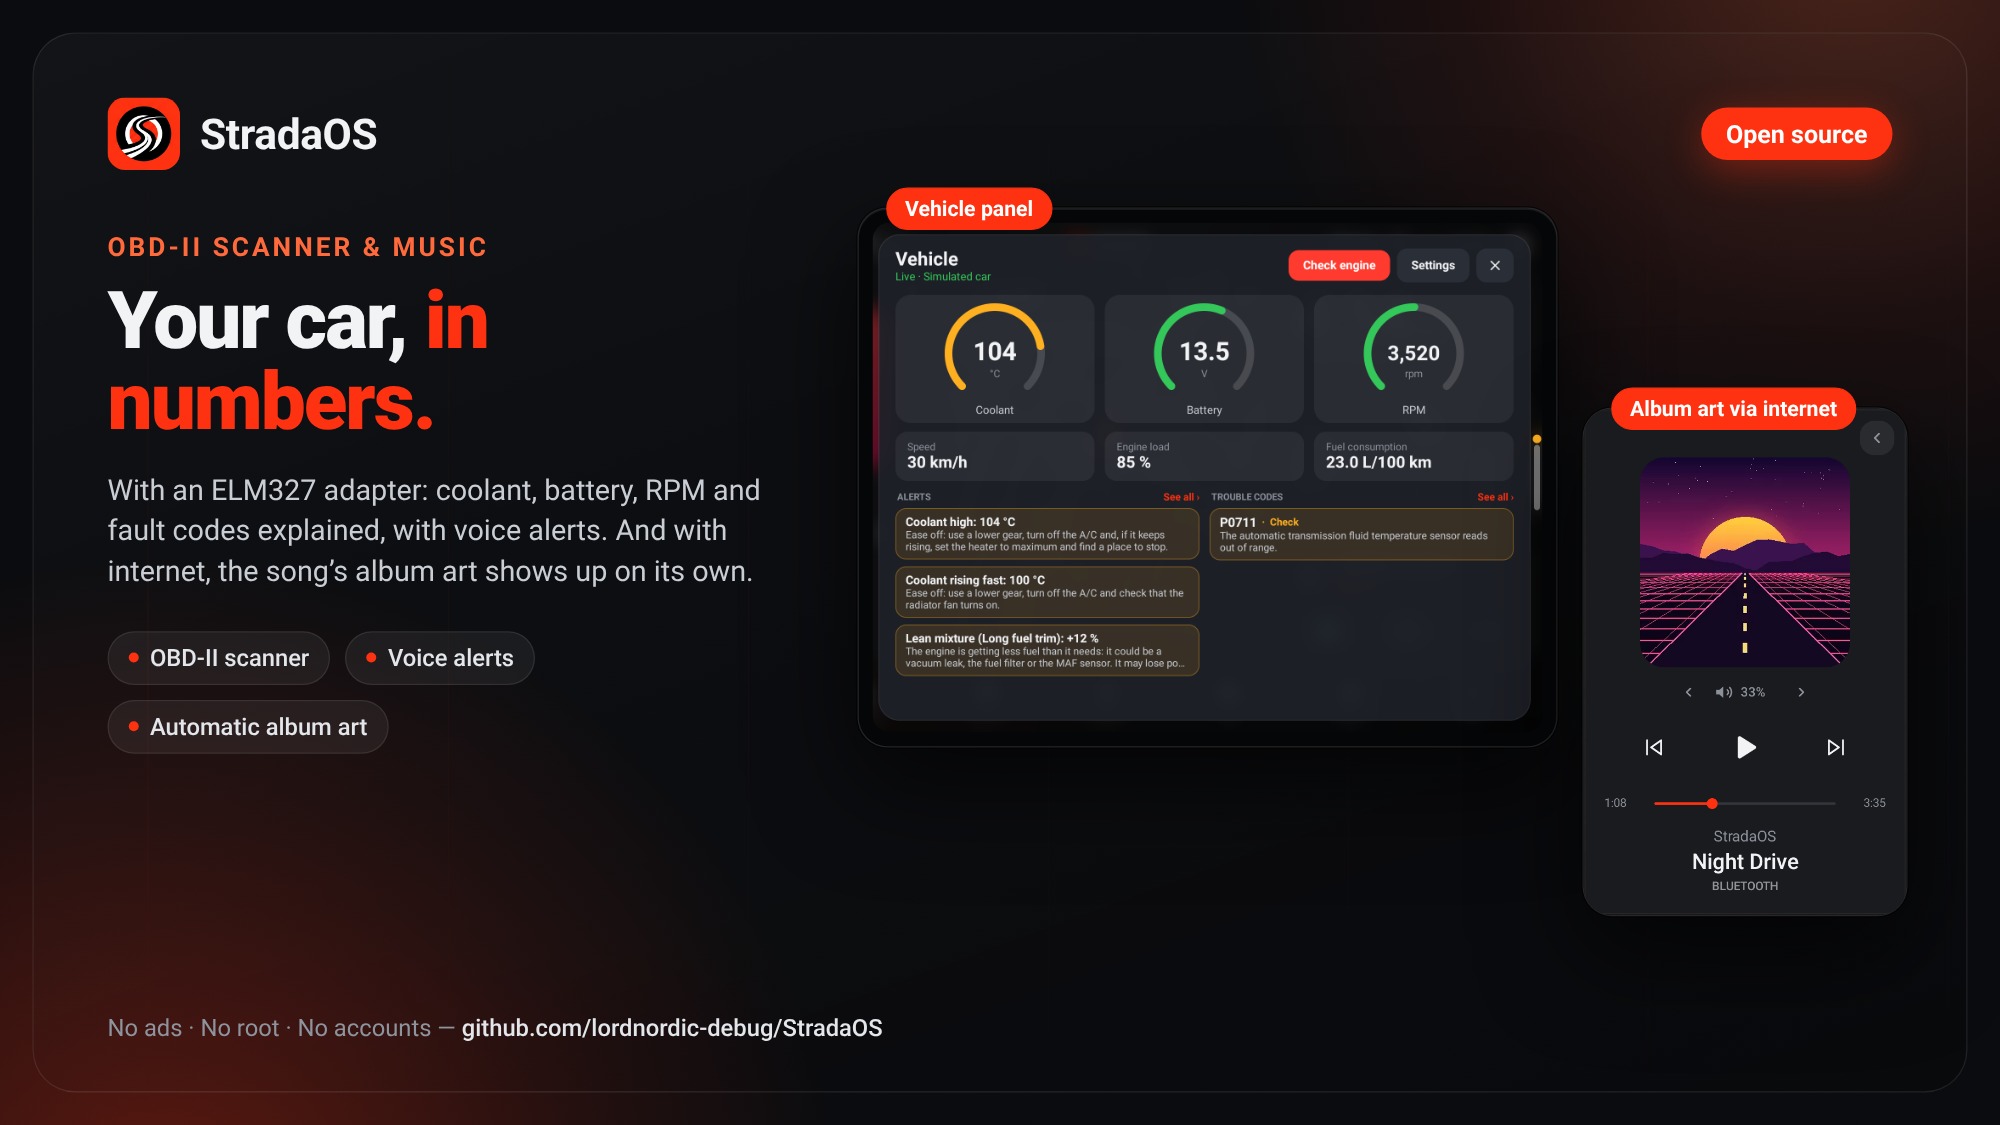 StradaOS
Open source
OBD-II SCANNER & MUSIC
Your car, in
numbers.
With an ELM327 adapter: coolant, battery, RPM and
fault codes explained, with voice alerts. And with
internet, the song’s album art shows up on its own.
OBD-II scanner
Voice alerts
Automatic album art
Vehicle panel
Vehicle
Live · Simulated car
Check engine
Settings
104
°C
Coolant
13.5
V
Battery
3,520
rpm
RPM
Speed
30 km/h
Engine load
85 %
Fuel consumption
23.0 L/100 km
ALERTS
See all ›
Coolant high: 104 °C
Ease off: use a lower gear, turn off the A/C and, if it keeps
rising, set the heater to maximum and find a place to stop.
Coolant rising fast: 100 °C
Ease off: use a lower gear, turn off the A/C and check that the
radiator fan turns on.
Lean mixture (Long fuel trim): +12 %
The engine is getting less fuel than it needs: it could be a
vacuum leak, the fuel filter or the MAF sensor. It may lose po...
TROUBLE CODES
See all ›
P0711 · Check
The automatic transmission fluid temperature sensor reads
out of range.
Album art via internet
33%
1:08
3:35
StradaOS
Night Drive
BLUETOOTH
No ads · No root · No accounts — github.com/lordnordic-debug/StradaOS